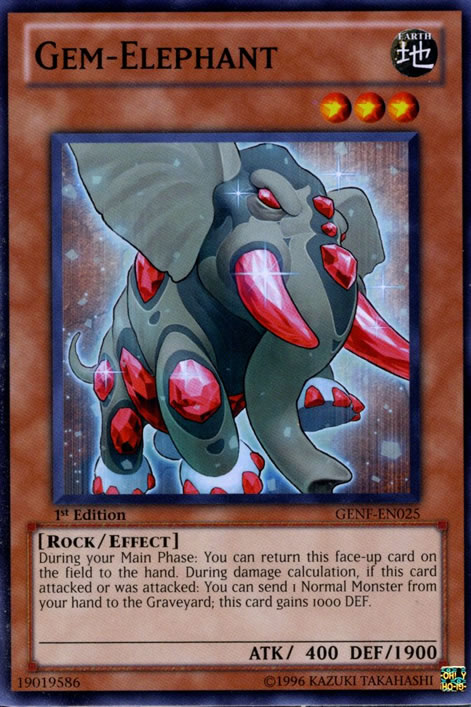 GEM-ELEPHANT
EARTH
地
1st Edition
GENF-EN025
[ROCK/EFFECT]
During your Main Phase: You can return this face-up card on
the field to the hand. During damage calculation, if this card
attacked or was attacked: You can send 1 Normal Monster from
your hand to the Graveyard; this card gains 1000 DEF.
ATK/ 400 DEF/1900
19019586
©1996 KAZUKI TAKAHASHI